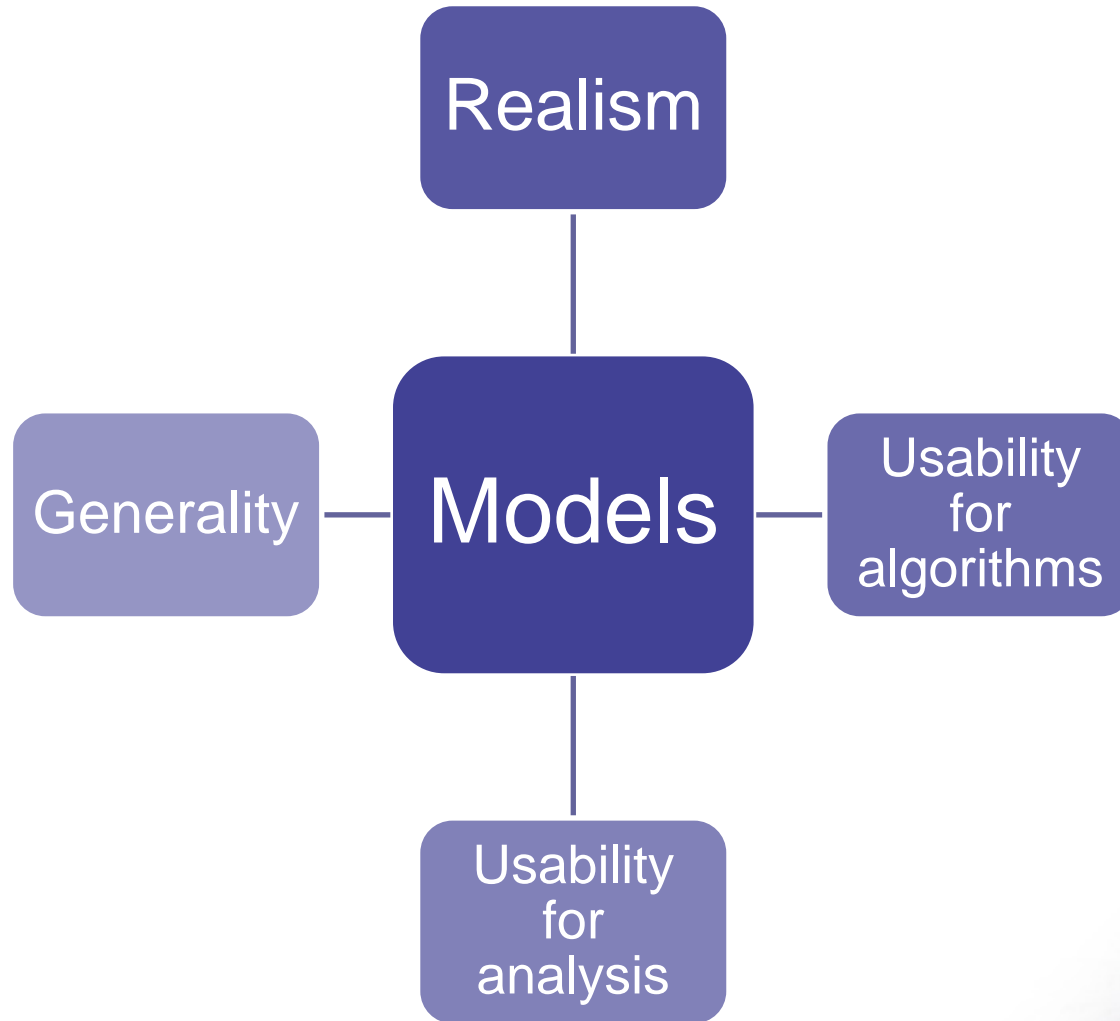 Realism
Generality
Models
Usability
for
algorithms
Usability
for
analysis